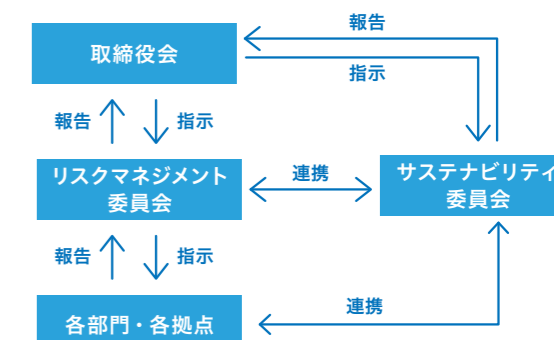 報告
取締役会
指示
報告
指示
リスクマネジメント
委員会
連携
サステナビリティ
委員会
報告
指示
連携
各部門・各拠点